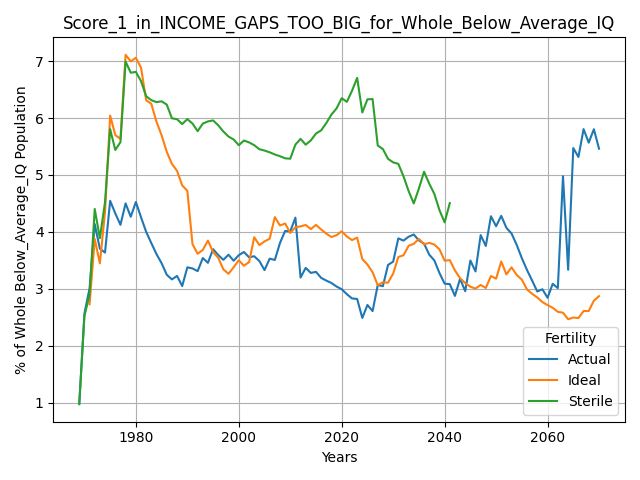 Score_1_in_INCOME_GAPS_TOO_BIG_for_Whole_Below_Average_IQ
% of Whole Below_Average_IQ Population
7
6
5
4
3
2
1
1980 2000 2020 2040 2060
Years
Fertility
Actual
Ideal
Sterile